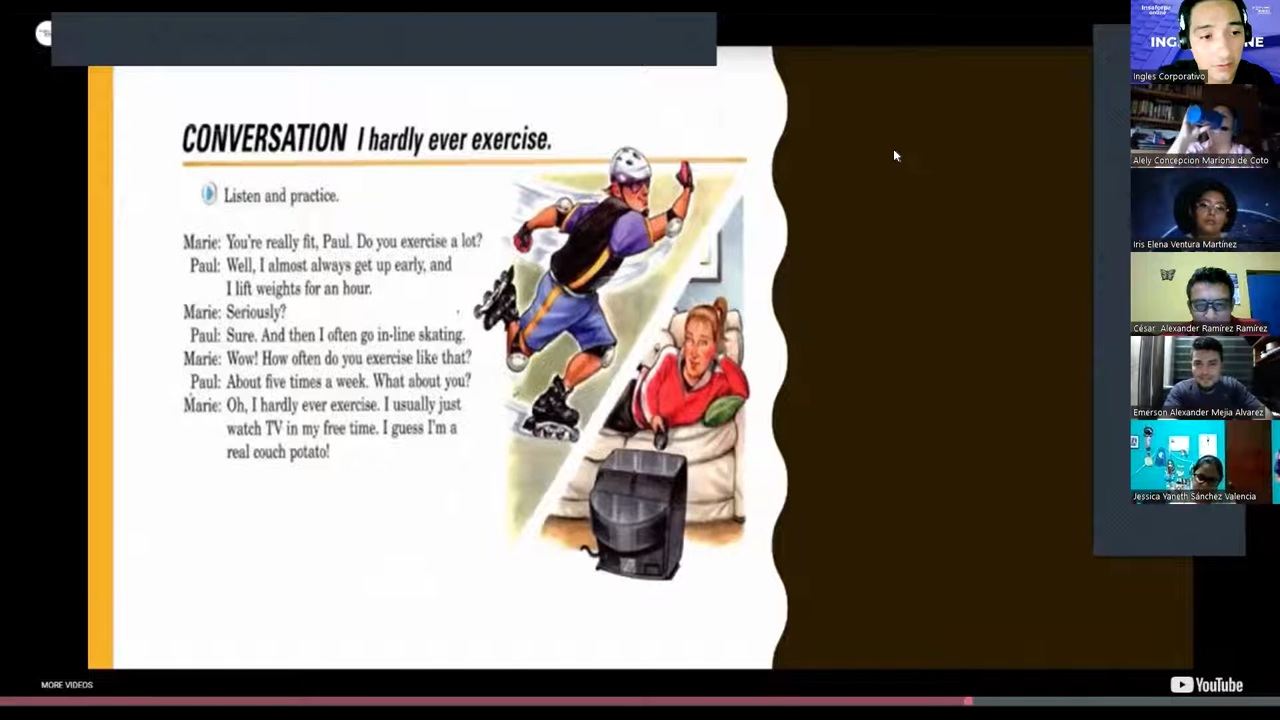 CONVERSATION I hardly ever exercise.
Listen and practice.
Marie: You're really fit, Paul. Do you exercise a lot?
Paul: Well, I almost always get up early, and
I lift weights for an hour.
Marie: Seriously?
Paul: Sure. And then I often go in-line skating.
Marie: Wow! How often do you exercise like that?
Paul: About five times a week. What about you?
Marie: Oh, I hardly ever exercise. I usually just
watch TV in my free time. I guess I'm a
real couch potato!
MORE VIDEOS
YouTube
Ingles Corporativo
Alely Concepcion Mariona de Coto
Iris Elena Ventura Martínez
César Alexander Ramírez Ramírez
Emerson Alexander Mejia Alvarez
Jessica Yaneth Sánchez Valencia